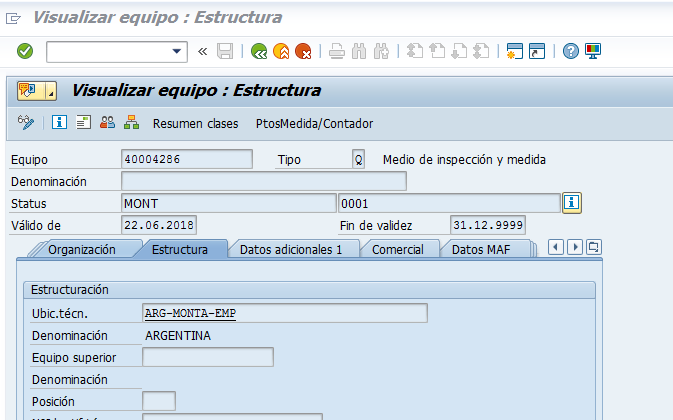 Visualizar equipo : Estructura
Visualizar equipo : Estructura
Resumen clases PtosMedida/Contador
Equipo 40004286 Tipo Q Medio de inspección y medida
Denominación
Status MONT 0001
Válido de 22.06.2018 Fin de validez 31.12.9999
Organización Estructura Datos adicionales 1 Comercial Datos MAF
Estructuración
Ubic.técn. ARG-MONTA-EMP
Denominación ARGENTINA
Equipo superior
Denominación
Posición